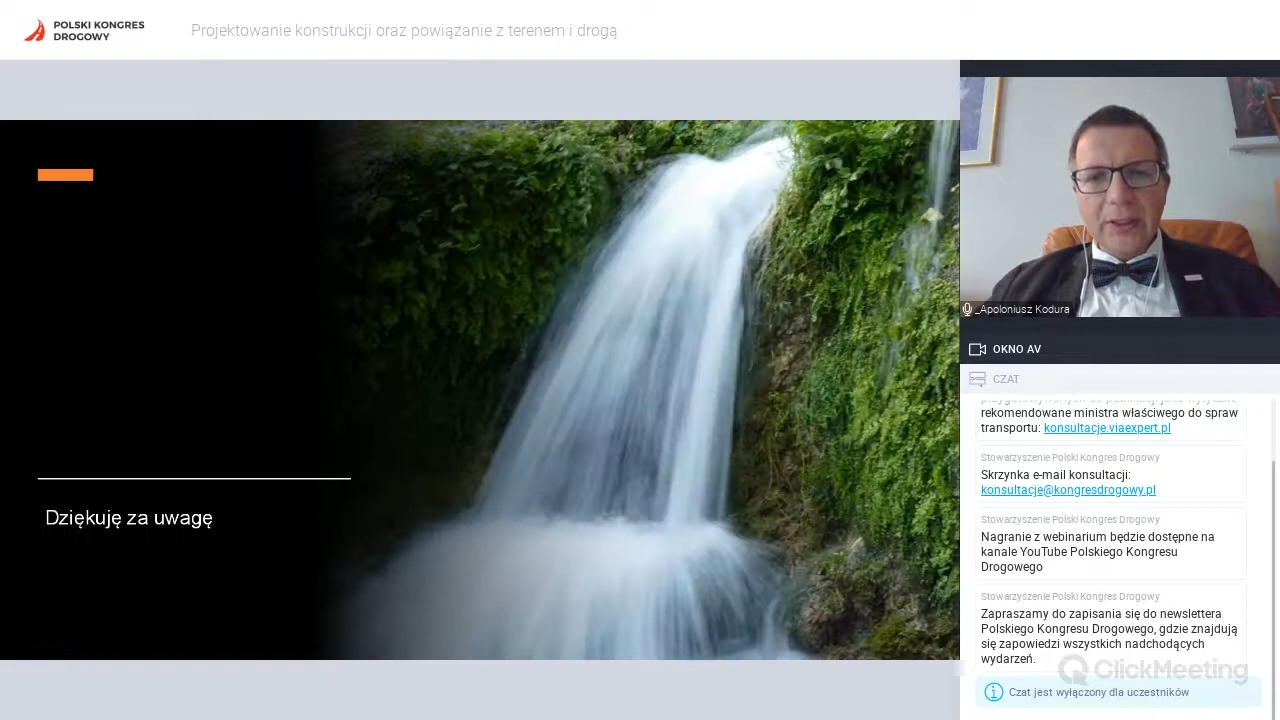 POLSKI KONGRES
DROGOWY
Projektowanie konstrukcji oraz powiązanie z terenem i drogą
Dziękuję za uwagę
_Apoloniusz Kodura
OKNO AV
CZAT
rekomendowane ministra właściwego do spraw
transportu: konsultacje.viaexpert.pl
Stowarzyszenie Polski Kongres Drogowy
Skrzynka e-mail konsultacji:
konsultacje@kongresdrogowy.pl
Stowarzyszenie Polski Kongres Drogowy
Nagranie z webinarium będzie dostępne na
kanale YouTube Polskiego Kongresu
Drogowego
Stowarzyszenie Polski Kongres Drogowy
Zapraszamy do zapisania się do newslettera
Polskiego Kongresu Drogowego, gdzie znajdują
się zapowiedzi wszystkich nadchodzących
wydarzeń.
ClickMeeting
Czat jest wyłączony dla uczestników